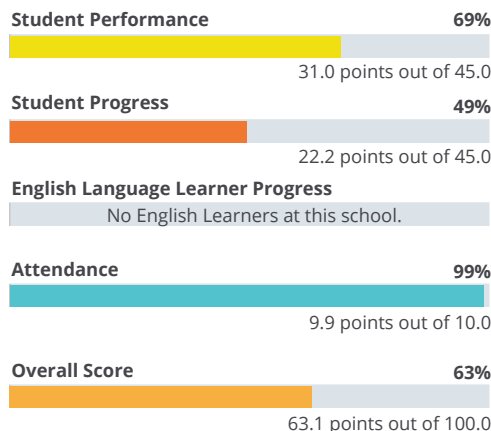 Student Performance 69%
31.0 points out of 45.0
Student Progress 49%
22.2 points out of 45.0
English Language Learner Progress
No English Learners at this school.
Attendance 99%
9.9 points out of 10.0
Overall Score 63%
63.1 points out of 100.0